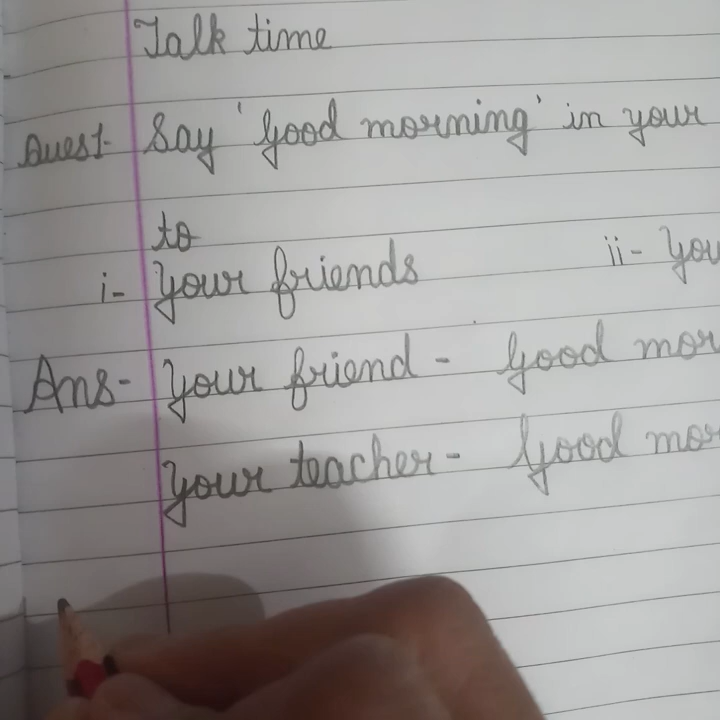 Talk time
Ques1- Say 'Good morning' in your
to
i- Your friends ii- You
Ans- Your friend - Good mor
Your teacher - Good mor